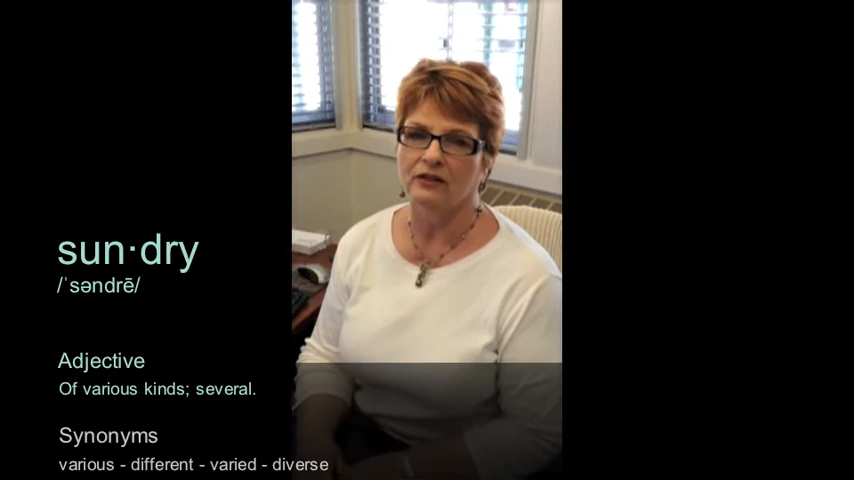 sun·dry
/ˈsəndrē/
Adjective
Of various kinds; several.
Synonyms
various - different - varied - diverse